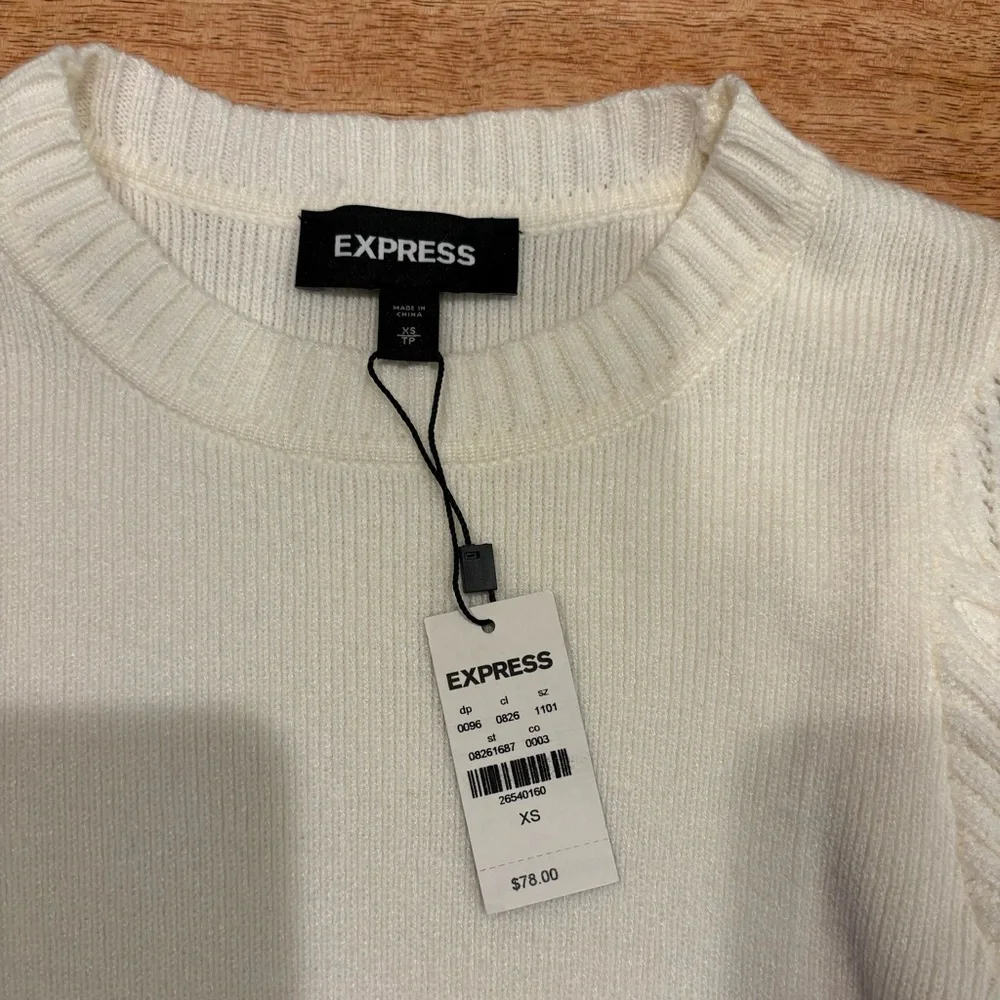 EXPRESS
MADE IN
CHINA
XS
TP
EXPRESS
dp cl sz
0096 0826 1101
st co
08261687 0003
26540160
XS
$78.00